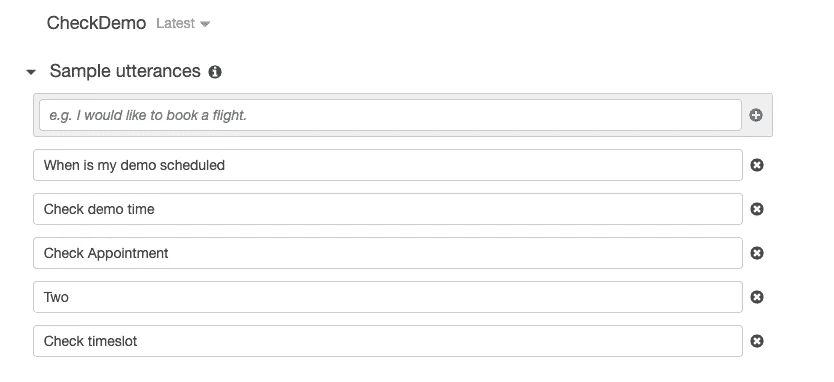 CheckDemo Latest
Sample utterances
e.g. I would like to book a flight.
When is my demo scheduled
Check demo time
Check Appointment
Two
Check timeslot